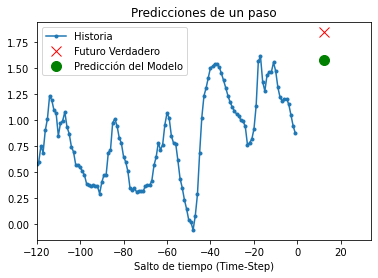 Predicciones de un paso
Historia
Futuro Verdadero
Predicción del Modelo
1.75
1.50
1.25
1.00
0.75
0.50
0.25
0.00
−120 −100 −80 −60 −40 −20 0 20
Salto de tiempo (Time-Step)